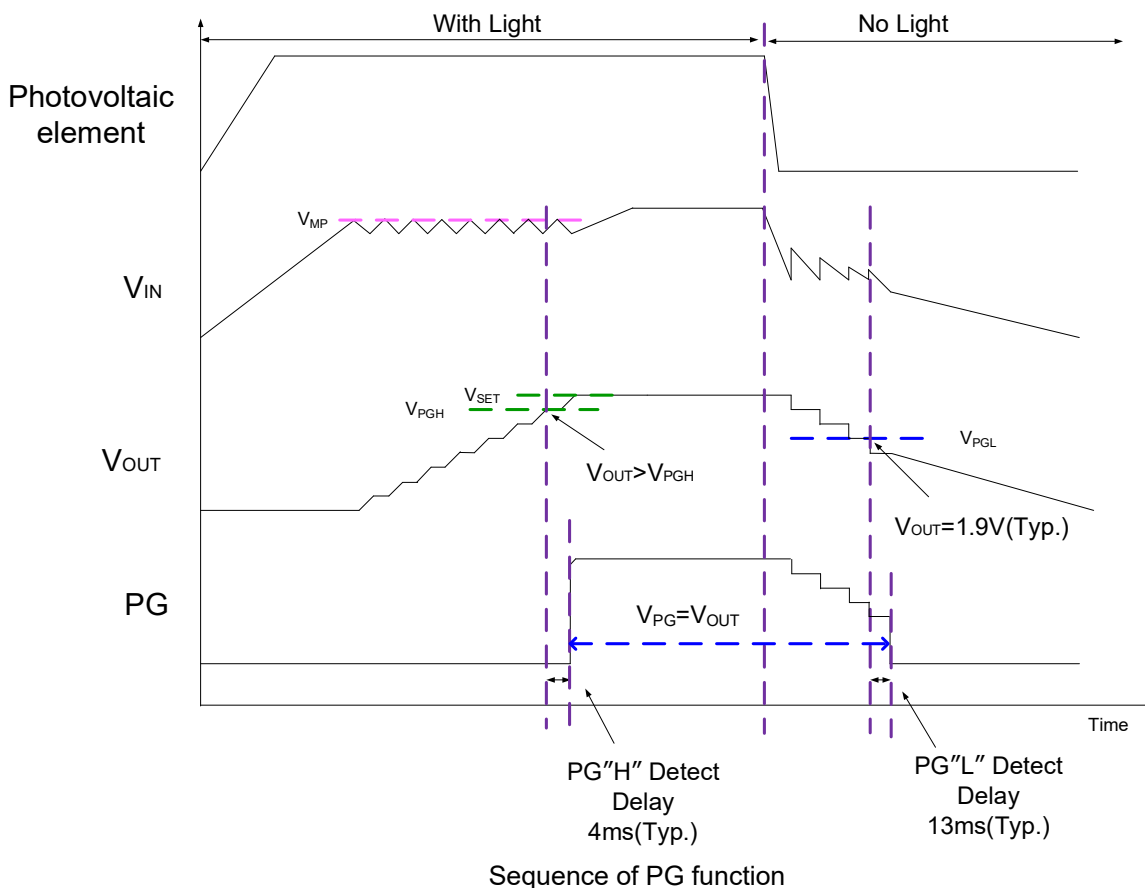 With Light
No Light
Photovoltaic
element
VMP
VIN
VSET
VPGH
VPGL
VOUT
VOUT>VPGH
VOUT=1.9V(Typ.)
PG
VPG=VOUT
Time
PG"H" Detect
Delay
4ms(Typ.)
PG"L" Detect
Delay
13ms(Typ.)
Sequence of PG function